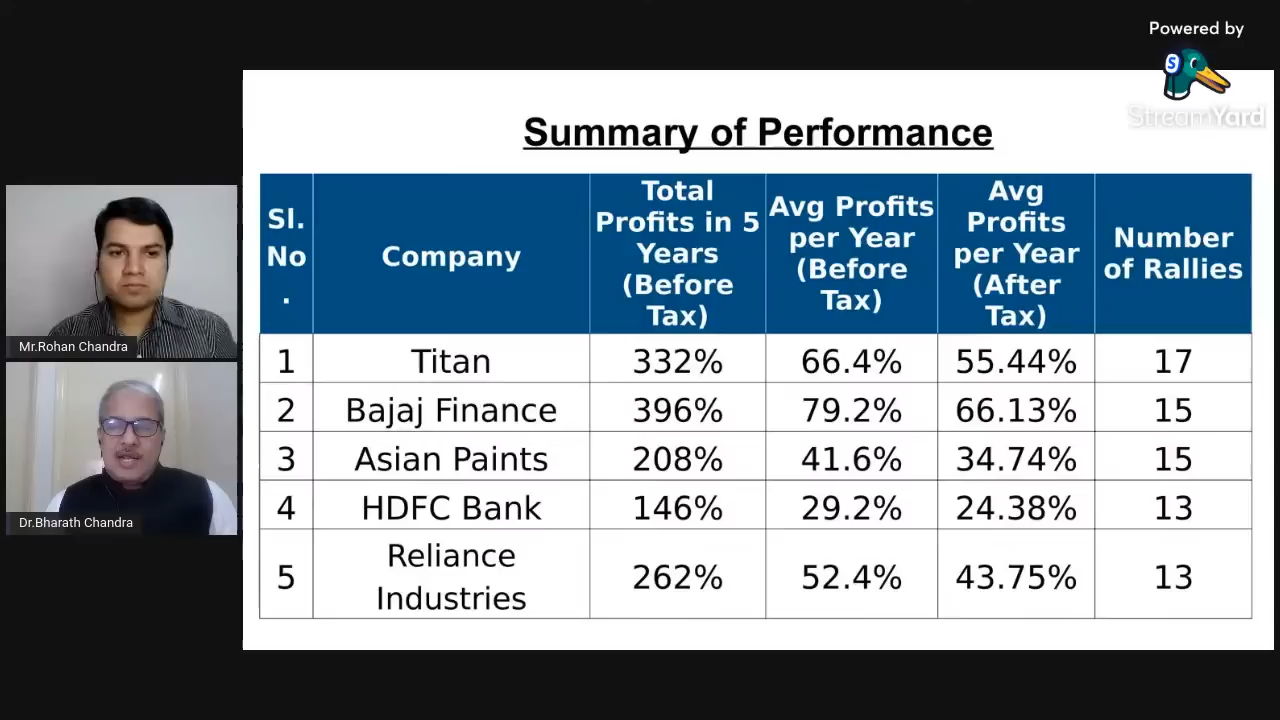 Powered by
S
StreamYard
Summary of Performance
Sl.
No
.
Company
Total
Profits in 5
Years
(Before
Tax)
Avg Profits
per Year
(Before
Tax)
Avg
Profits
per Year
(After
Tax)
Number
of Rallies
1 Titan 332% 66.4% 55.44% 17
2 Bajaj Finance 396% 79.2% 66.13% 15
3 Asian Paints 208% 41.6% 34.74% 15
4 HDFC Bank 146% 29.2% 24.38% 13
5 Reliance
Industries 262% 52.4% 43.75% 13
Mr.Rohan Chandra
Dr.Bharath Chandra